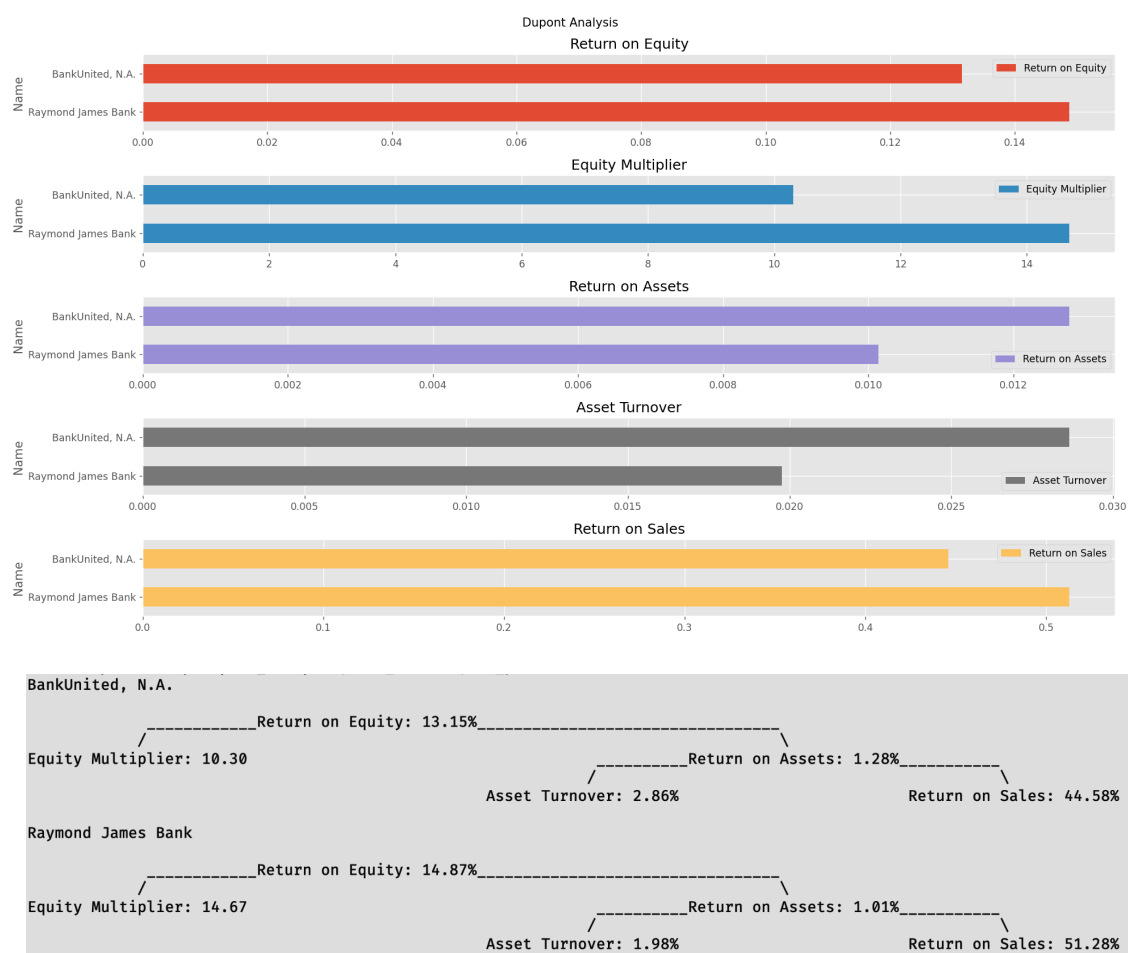 Dupont Analysis
Return on Equity
Name
BankUnited, N.A.
Raymond James Bank
Return on Equity
0.00 0.02 0.04 0.06 0.08 0.10 0.12 0.14
Equity Multiplier
Name
BankUnited, N.A.
Raymond James Bank
Equity Multiplier
0 2 4 6 8 10 12 14
Return on Assets
Name
BankUnited, N.A.
Raymond James Bank
Return on Assets
0.000 0.002 0.004 0.006 0.008 0.010 0.012
Asset Turnover
Name
BankUnited, N.A.
Raymond James Bank
Asset Turnover
0.000 0.005 0.010 0.015 0.020 0.025 0.030
Return on Sales
Name
BankUnited, N.A.
Raymond James Bank
Return on Sales
0.0 0.1 0.2 0.3 0.4 0.5
BankUnited, N.A.
Return on Equity: 13.15%
Equity Multiplier: 10.30 Return on Assets: 1.28%
Asset Turnover: 2.86% Return on Sales: 44.58%
Raymond James Bank
Return on Equity: 14.87%
Equity Multiplier: 14.67 Return on Assets: 1.01%
Asset Turnover: 1.98% Return on Sales: 51.28%